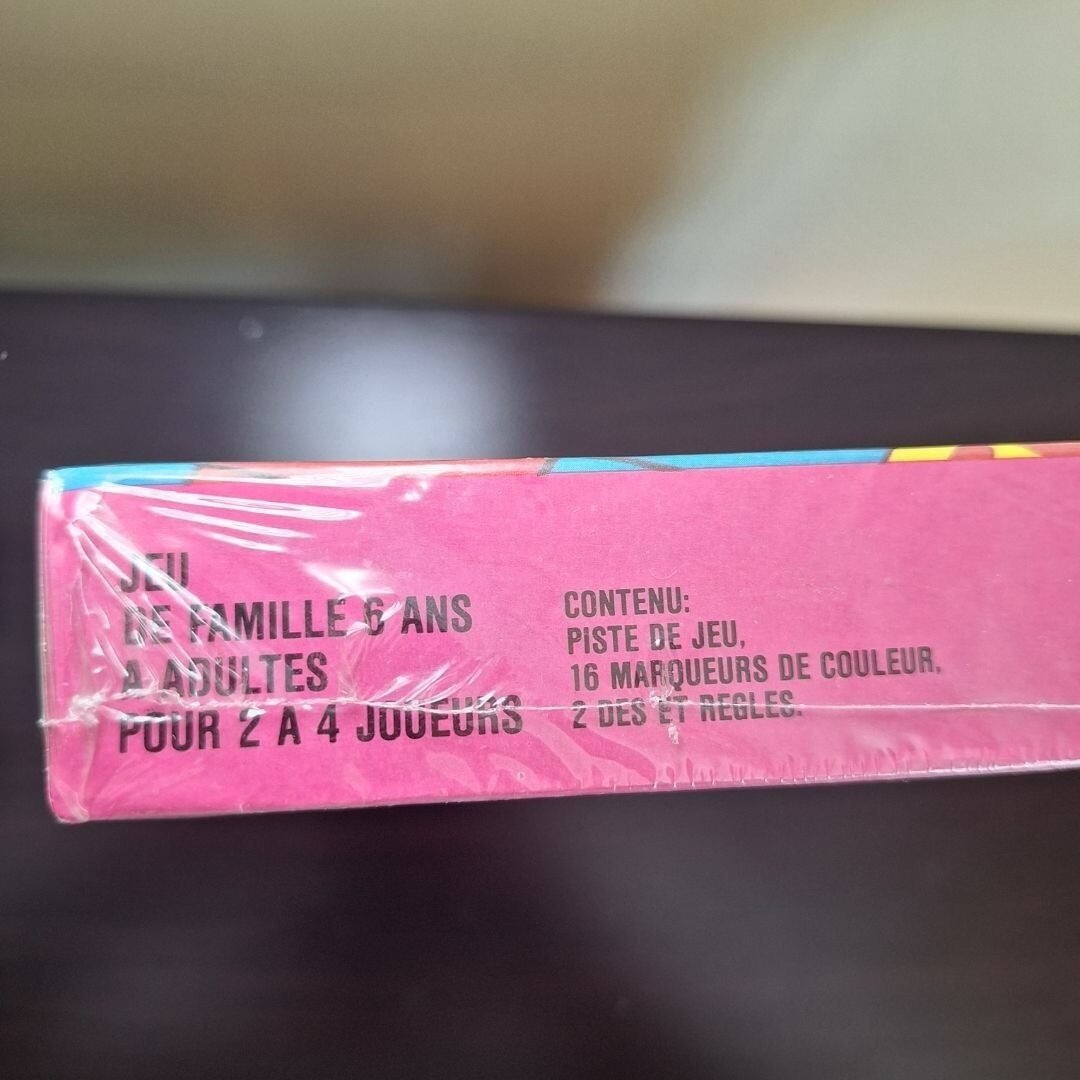 JEU
DE FAMILLE 6 ANS
A ADULTES
POUR 2 A 4 JOUEURS
CONTENU:
PISTE DE JEU,
16 MARQUEURS DE COULEUR,
2 DES ET REGLES.